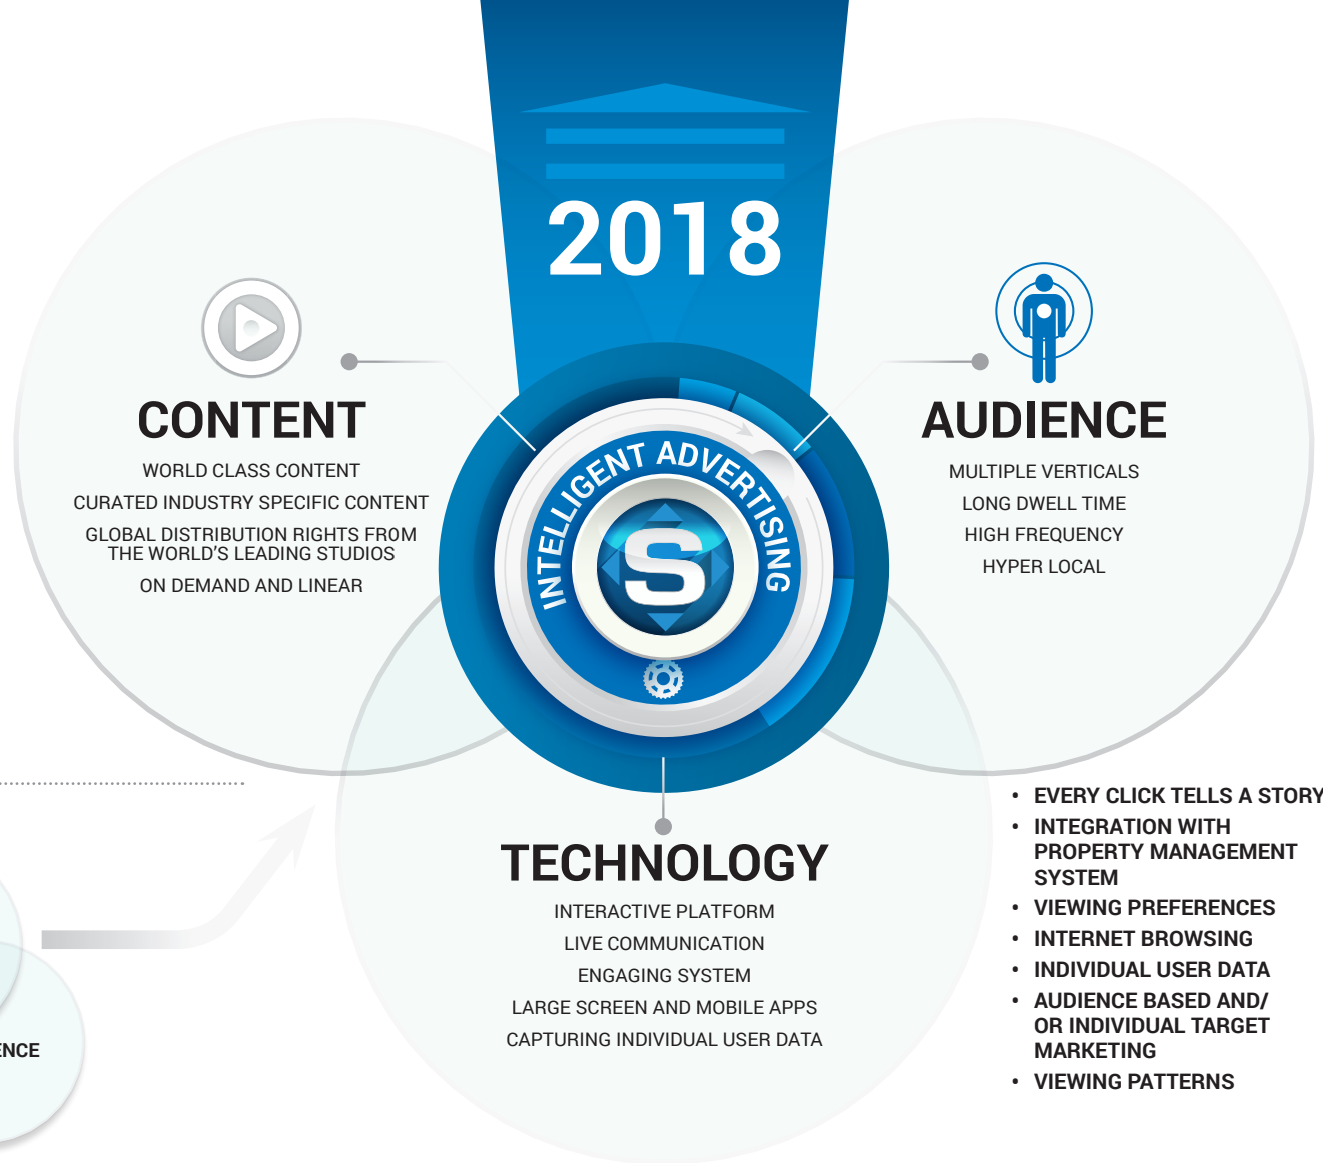 2018
CONTENT
WORLD CLASS CONTENT
CURATED INDUSTRY SPECIFIC CONTENT
GLOBAL DISTRIBUTION RIGHTS FROM
THE WORLD'S LEADING STUDIOS
ON DEMAND AND LINEAR
INTELLIGENT ADVERTISING
S
AUDIENCE
MULTIPLE VERTICALS
LONG DWELL TIME
HIGH FREQUENCY
HYPER LOCAL
TECHNOLOGY
INTERACTIVE PLATFORM
LIVE COMMUNICATION
ENGAGING SYSTEM
LARGE SCREEN AND MOBILE APPS
CAPTURING INDIVIDUAL USER DATA
• EVERY CLICK TELLS A STORY
• INTEGRATION WITH
PROPERTY MANAGEMENT
SYSTEM
• VIEWING PREFERENCES
• INTERNET BROWSING
• INDIVIDUAL USER DATA
• AUDIENCE BASED AND/
OR INDIVIDUAL TARGET
MARKETING
• VIEWING PATTERNS